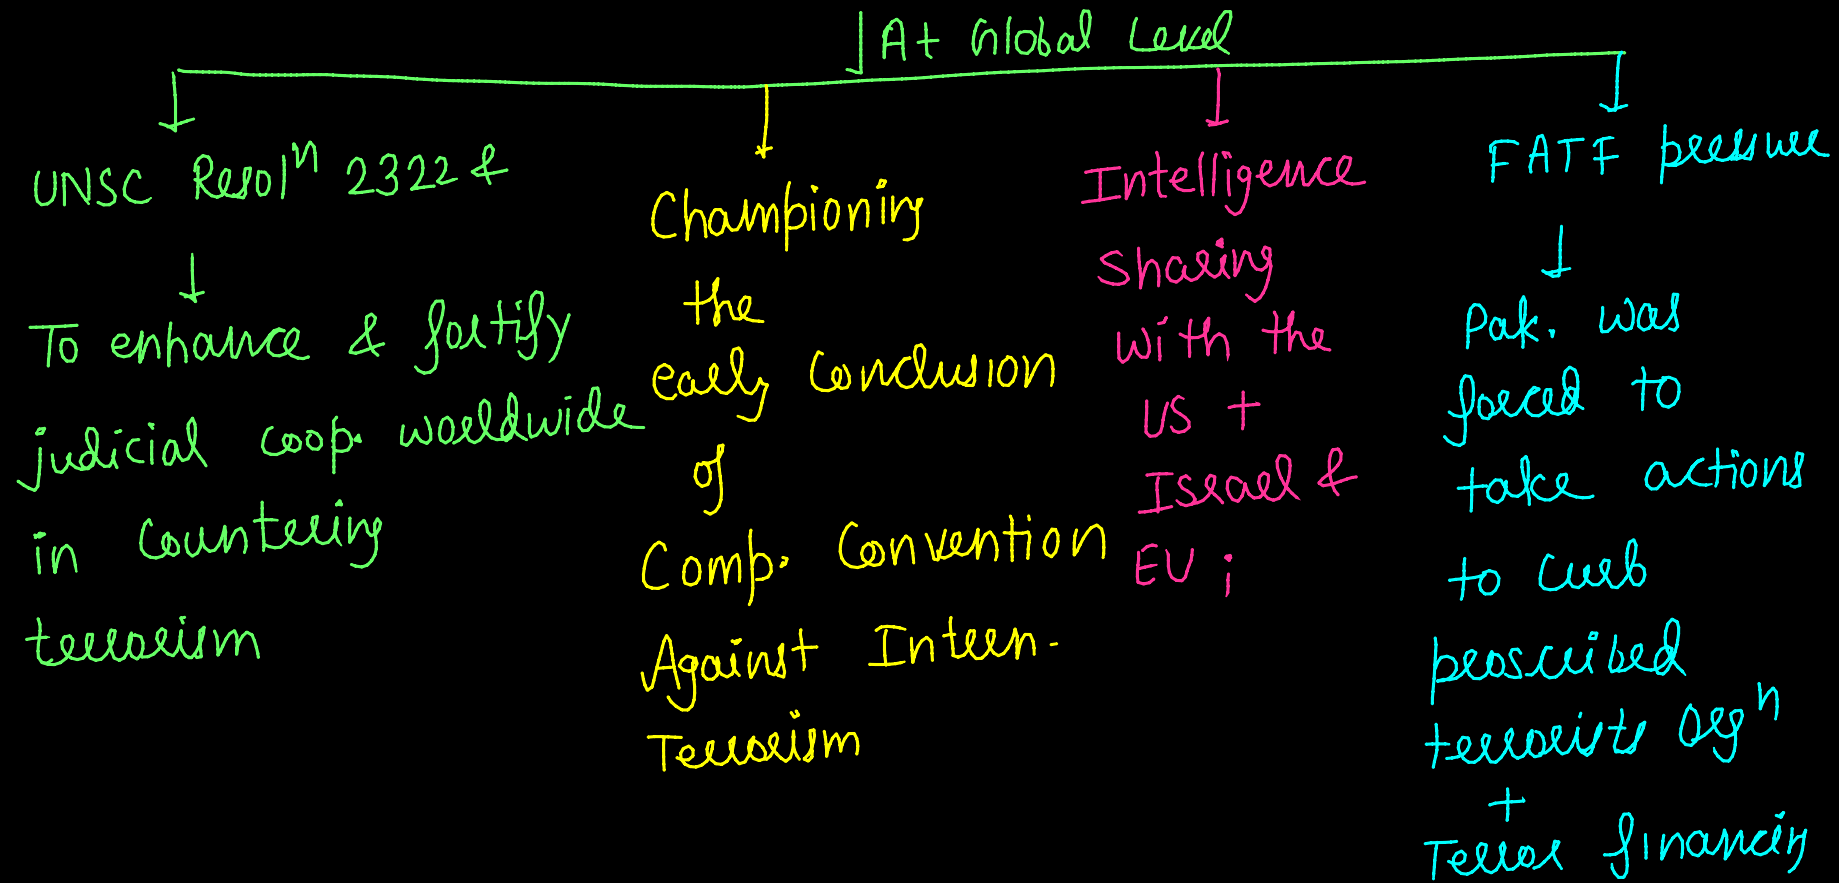 At Global Level
UNSC Resolⁿ 2322 &
To enhance & fortify
judicial coop. worldwide
in countering
terrorism
Championing
the
early conclusion
of
Comp. Convention
Against Intern.
Terrorism
Intelligence
Sharing
with the
US +
Israel &
EU ;
FATF pressure
Pak. was
forced to
take actions
to curb
proscribed
terrorists Orgⁿ
+
Terror financing